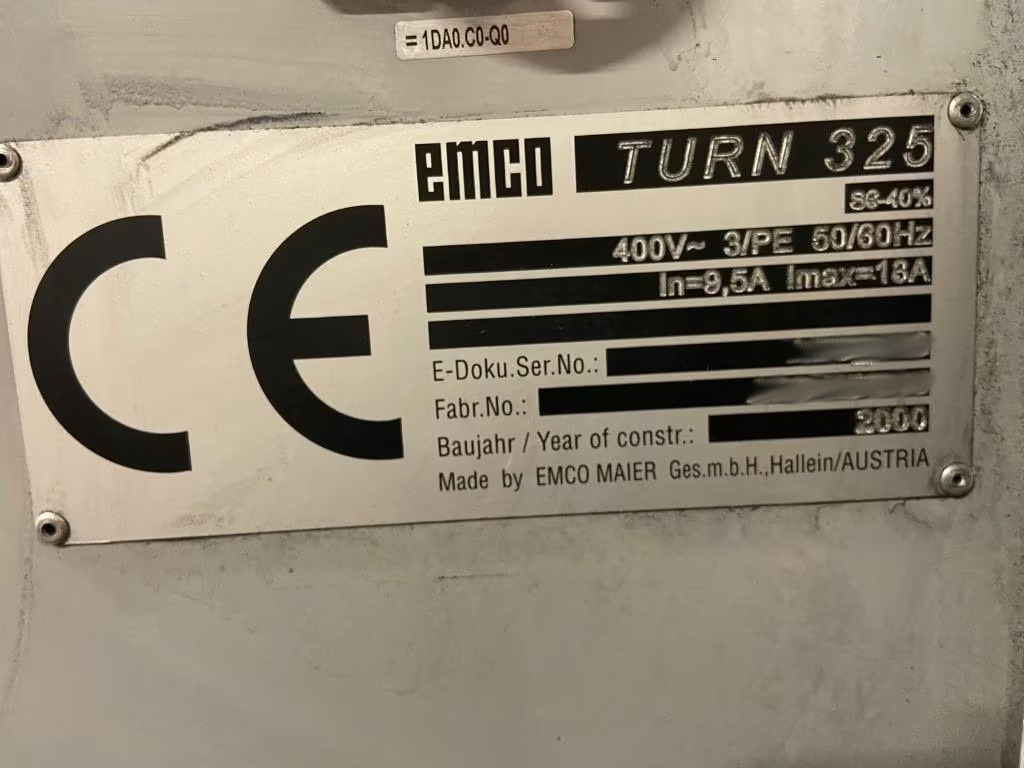 = 1DA0.C0-Q0
emco TURN 325
S6-40%
400V~ 3/PE 50/60Hz
In=9,5A Imax=18A
E-Doku.Ser.No.:
Fabr.No.:
Baujahr / Year of constr.: 2000
Made by EMCO MAIER Ges.m.b.H.,Hallein/AUSTRIA
CE